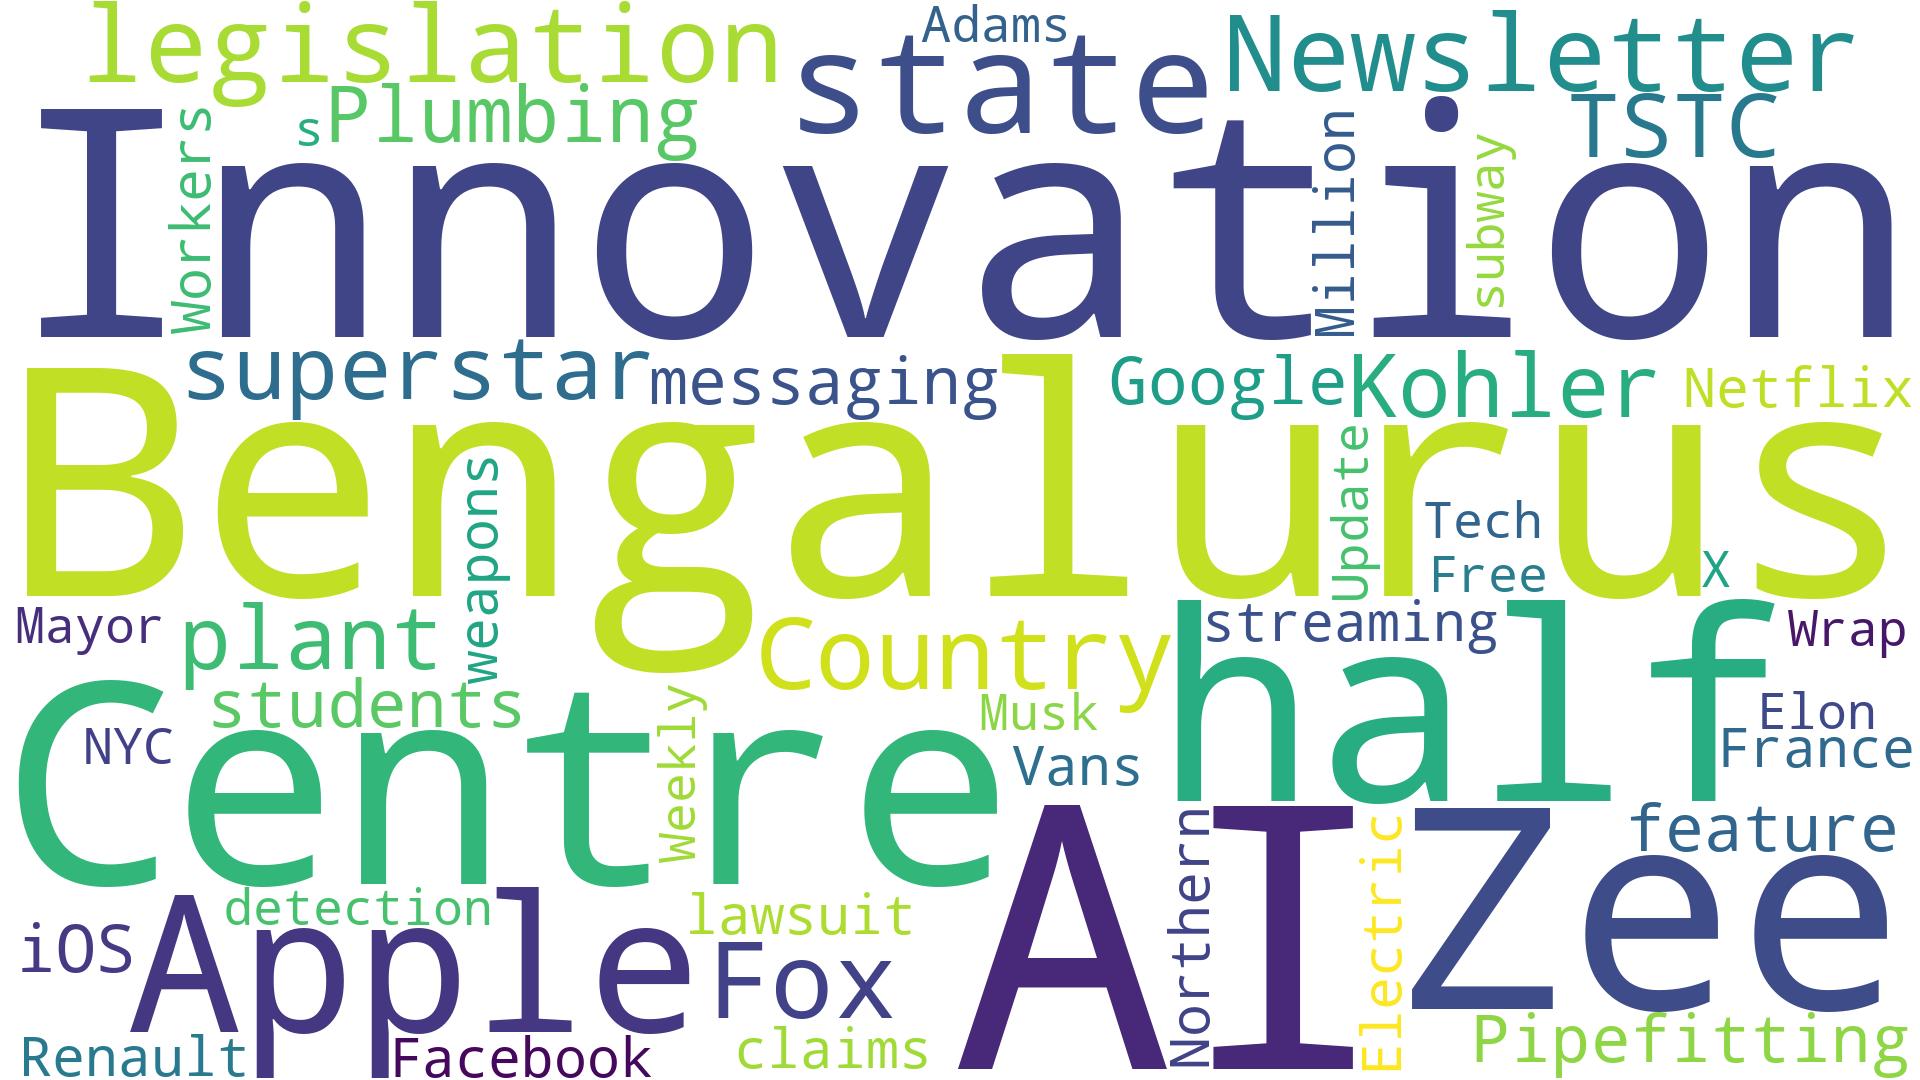 legislation
Adams
state
Newsletter
s
Plumbing
TSTC
Workers
Innovation
Million
subway
superstar
messaging
Google
Kohler
Netflix
Bengalurus
weapons
Update
Tech
Free
X
Mayor
plant
Country
streaming
half
Wrap
students
NYC
Centre
Weekly
Musk
Vans
Elon
France
AI
Northern
Electric
Zee
feature
detection
iOS
Apple
lawsuit
Fox
Renault
Facebook
claims
Pipefitting